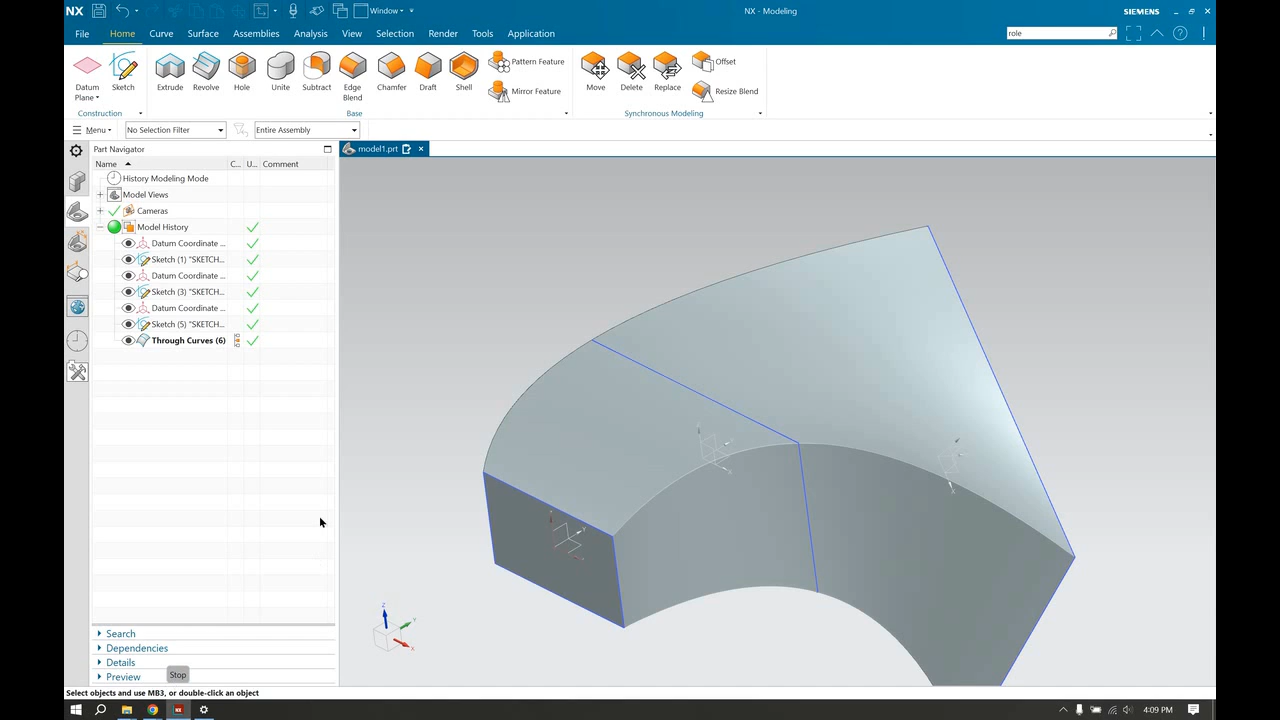 NX
Window
NX - Modeling
SIEMENS
File
Home
Curve
Surface
Assemblies
Analysis
View
Selection
Render
Tools
Application
role
Datum
Plane
Sketch
Extrude
Revolve
Hole
Unite
Subtract
Edge
Blend
Chamfer
Draft
Shell
Pattern Feature
Mirror Feature
Move
Delete
Replace
Offset
Resize Blend
Construction
Base
Synchronous Modeling
Menu
No Selection Filter
Entire Assembly
Part Navigator
model1.prt
Name
C...
U...
Comment
History Modeling Mode
Model Views
Cameras
Model History
Datum Coordinate ...
Sketch (1) "SKETCH...
Datum Coordinate ...
Sketch (3) "SKETCH...
Datum Coordinate ...
Sketch (5) "SKETCH...
Through Curves (6)
Z
Y
X
Search
Dependencies
Details
Preview
Stop
Select objects and use MB3, or double-click an object
NX
4:09 PM